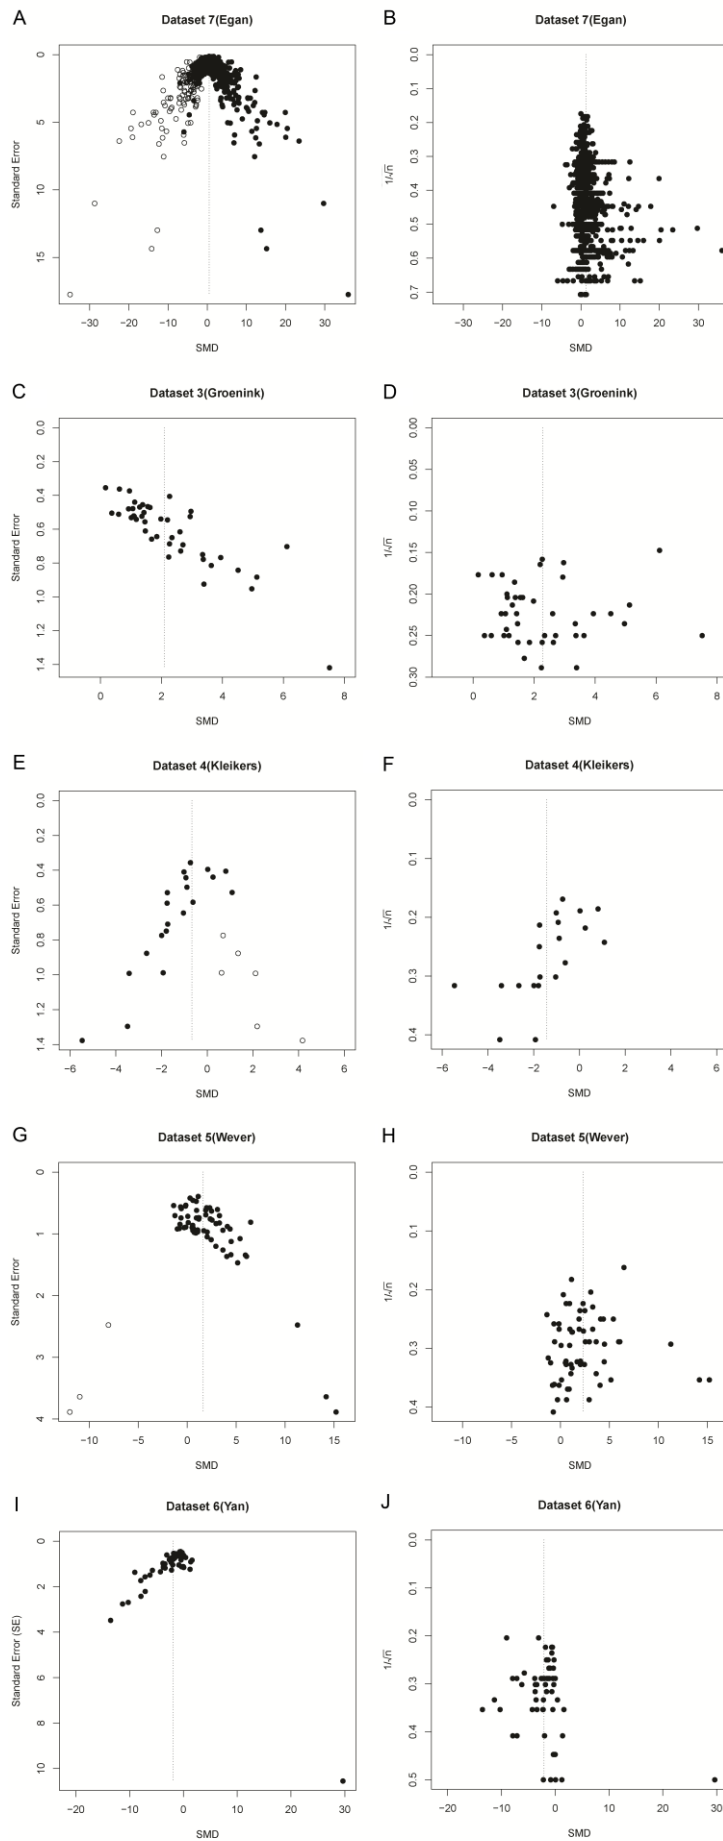 A
Dataset 7(Egan)
Standard Error
0
5
10
15
−30 −20 −10 0 10 20 30
SMD
B
Dataset 7(Egan)
1/√n
0.0
0.1
0.2
0.3
0.4
0.5
0.6
0.7
−30 −20 −10 0 10 20 30
SMD
C
Dataset 3(Groenink)
Standard Error
0.0
0.2
0.4
0.6
0.8
1.0
1.2
1.4
0 2 4 6 8
SMD
D
Dataset 3(Groenink)
1/√n
0.00
0.05
0.10
0.15
0.20
0.25
0.30
0 2 4 6 8
SMD
E
Dataset 4(Kleikers)
Standard Error
0.0
0.2
0.4
0.6
0.8
1.0
1.2
1.4
−6 −4 −2 0 2 4 6
SMD
F
Dataset 4(Kleikers)
1/√n
0.0
0.1
0.2
0.3
0.4
−6 −4 −2 0 2 4 6
SMD
G
Dataset 5(Wever)
Standard Error
0
1
2
3
4
−10 −5 0 5 10 15
SMD
H
Dataset 5(Wever)
1/√n
0.0
0.1
0.2
0.3
0.4
−10 −5 0 5 10 15
SMD
I
Dataset 6(Yan)
Standard Error (SE)
0
2
4
6
8
10
−20 −10 0 10 20 30
SMD
J
Dataset 6(Yan)
1/√n
0.0
0.1
0.2
0.3
0.4
0.5
−20 −10 0 10 20 30
SMD